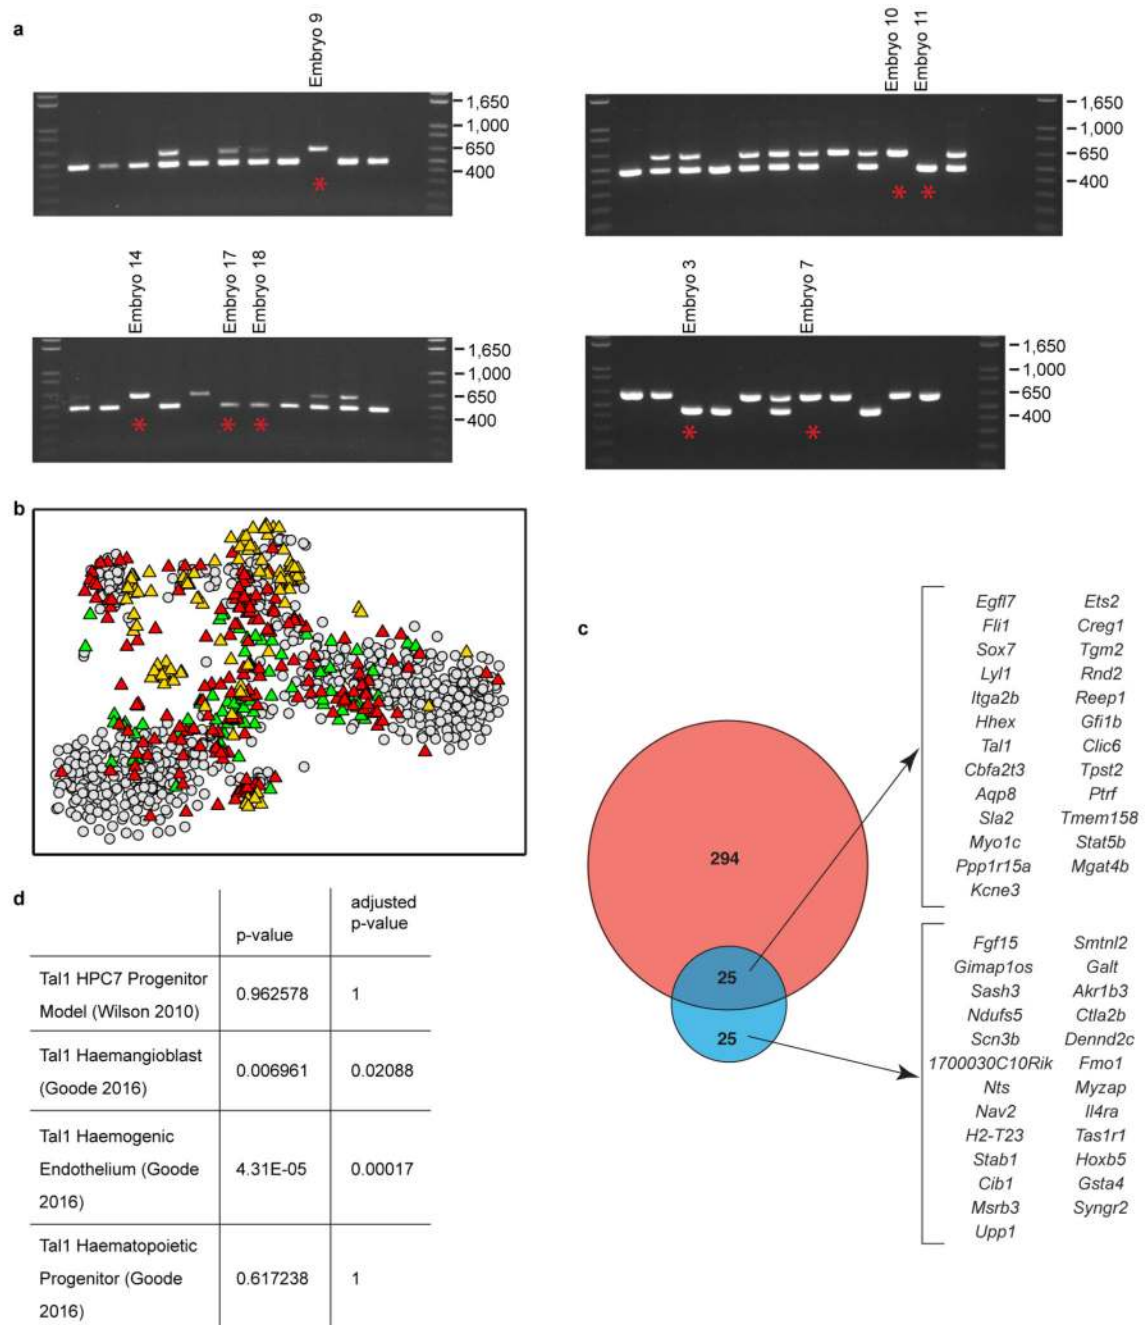 a
Embryo 9
1,650
1,000
650
400
Embryo 10
Embryo 11
1,650
1,000
650
400
Embryo 14
Embryo 17
Embryo 18
1,650
1,000
650
400
Embryo 3
Embryo 7
1,650
1,000
650
400
b
c
294
25
25
Egfl7 Ets2
Fli1 Creg1
Sox7 Tgm2
Lyl1 Rnd2
Itga2b Reep1
Hhex Gfi1b
Tal1 Clic6
Cbfa2t3 Tpst2
Aqp8 Ptrf
Sla2 Tmem158
Myo1c Stat5b
Ppp1r15a Mgat4b
Kcne3
Fgf15 Smtnl2
Gimap1os Galt
Sash3 Akr1b3
Ndufs5 Ctla2b
Scn3b Dennd2c
1700030C10Rik Fmo1
Nts Myzap
Nav2 Il4ra
H2-T23 Tas1r1
Stab1 Hoxb5
Cib1 Gsta4
Msrb3 Syngr2
Upp1
d
p-value
adjusted
p-value
Tal1 HPC7 Progenitor
Model (Wilson 2010)
0.962578
1
Tal1 Haemangioblast
(Goode 2016)
0.006961
0.02088
Tal1 Haemogenic
Endothelium (Goode
2016)
4.31E-05
0.00017
Tal1 Haematopoietic
Progenitor (Goode
2016)
0.617238
1